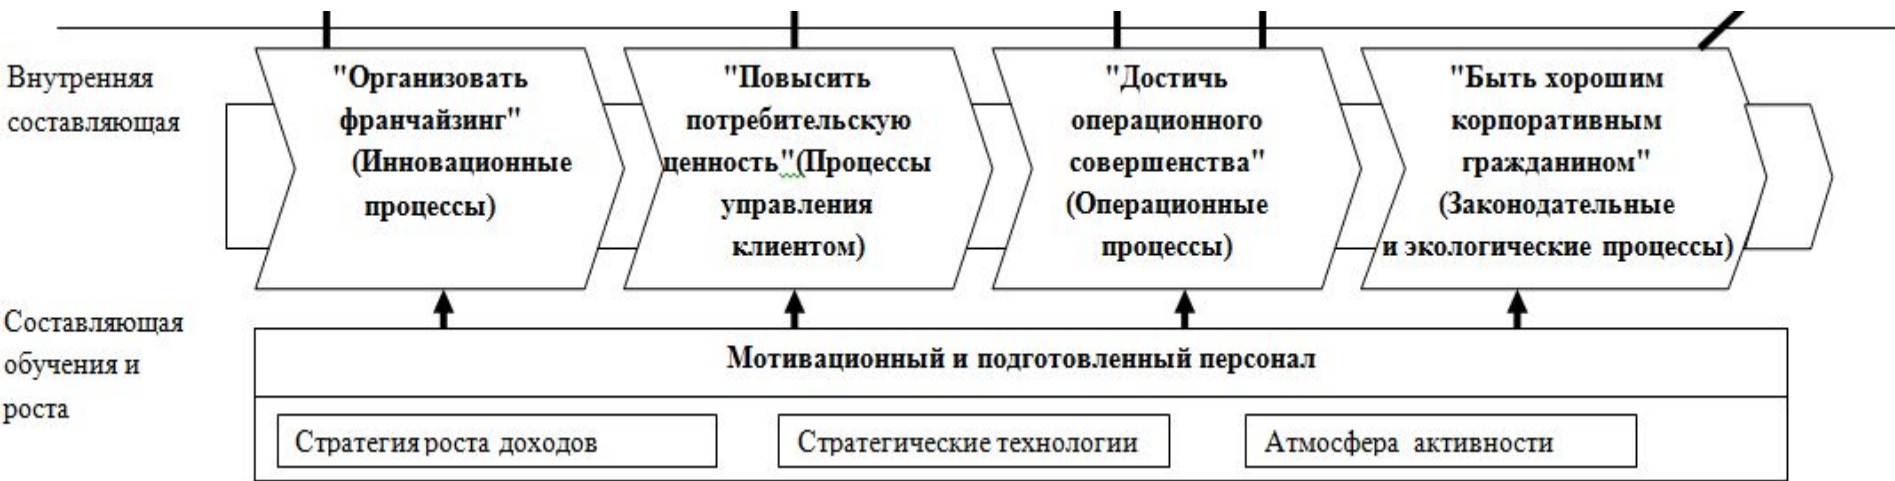 Внутренняя
составляющая
"Организовать
франчайзинг"
(Инновационные
процессы)
"Повысить
потребительскую
ценность"(Процессы
управления
клиентом)
"Достичь
операционного
совершенства"
(Операционные
процессы)
"Быть хорошим
корпоративным
гражданином"
(Законодательные
и экологические процессы)
Составляющая
обучения и
роста
Мотивационный и подготовленный персонал
Стратегия роста доходов
Стратегические технологии
Атмосфера активности